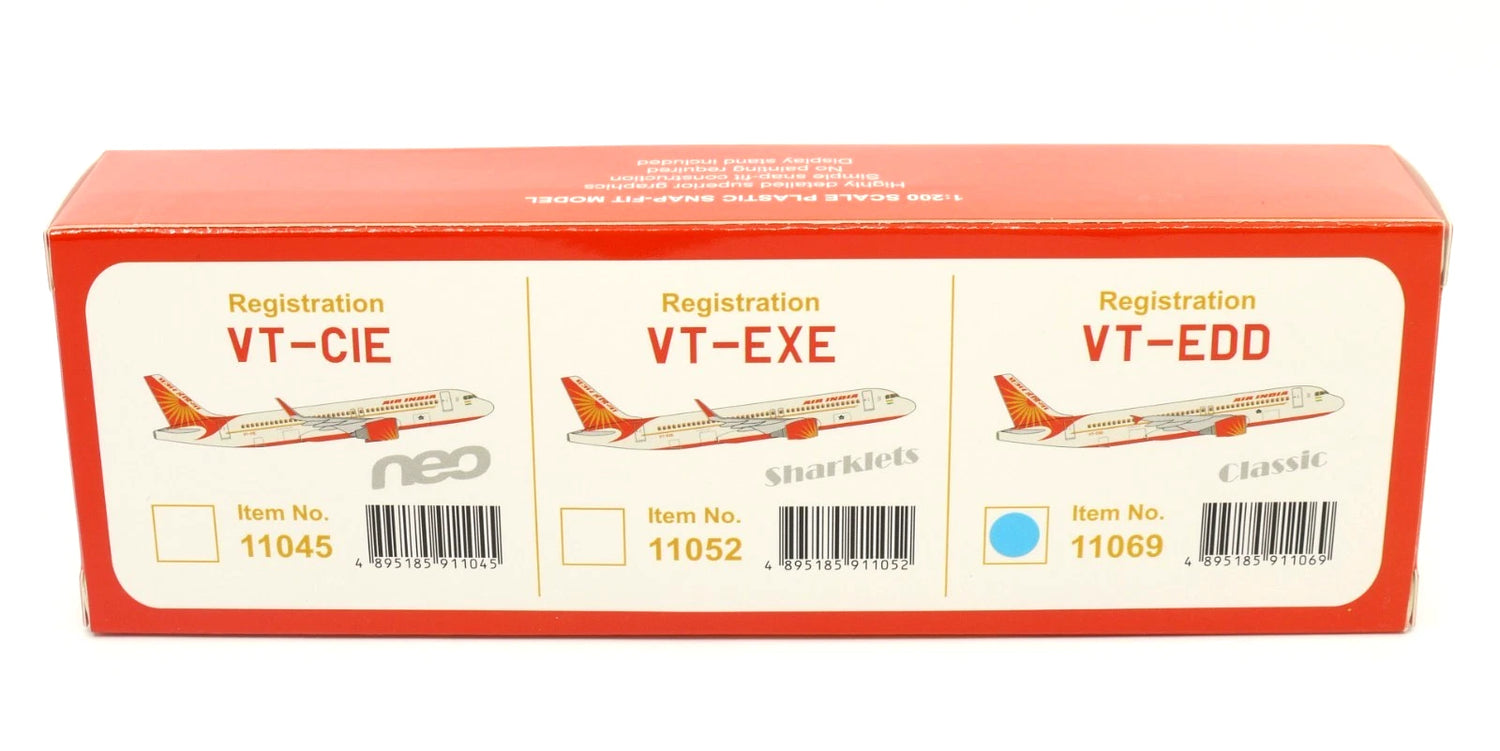 1:200 SCALE PLASTIC SNAP-FIT MODEL
Highly detailed superior graphics
Simple snap-fit construction
No painting required
Display stand included
Registration
VT-CIE
AIR INDIA
neo
Item No.
11045
4 895185 911045
Registration
VT-EXE
AIR INDIA
Sharklets
Item No.
11052
4 895185 911052
Registration
VT-EDD
AIR INDIA
Classic
Item No.
11069
4 895185 911069